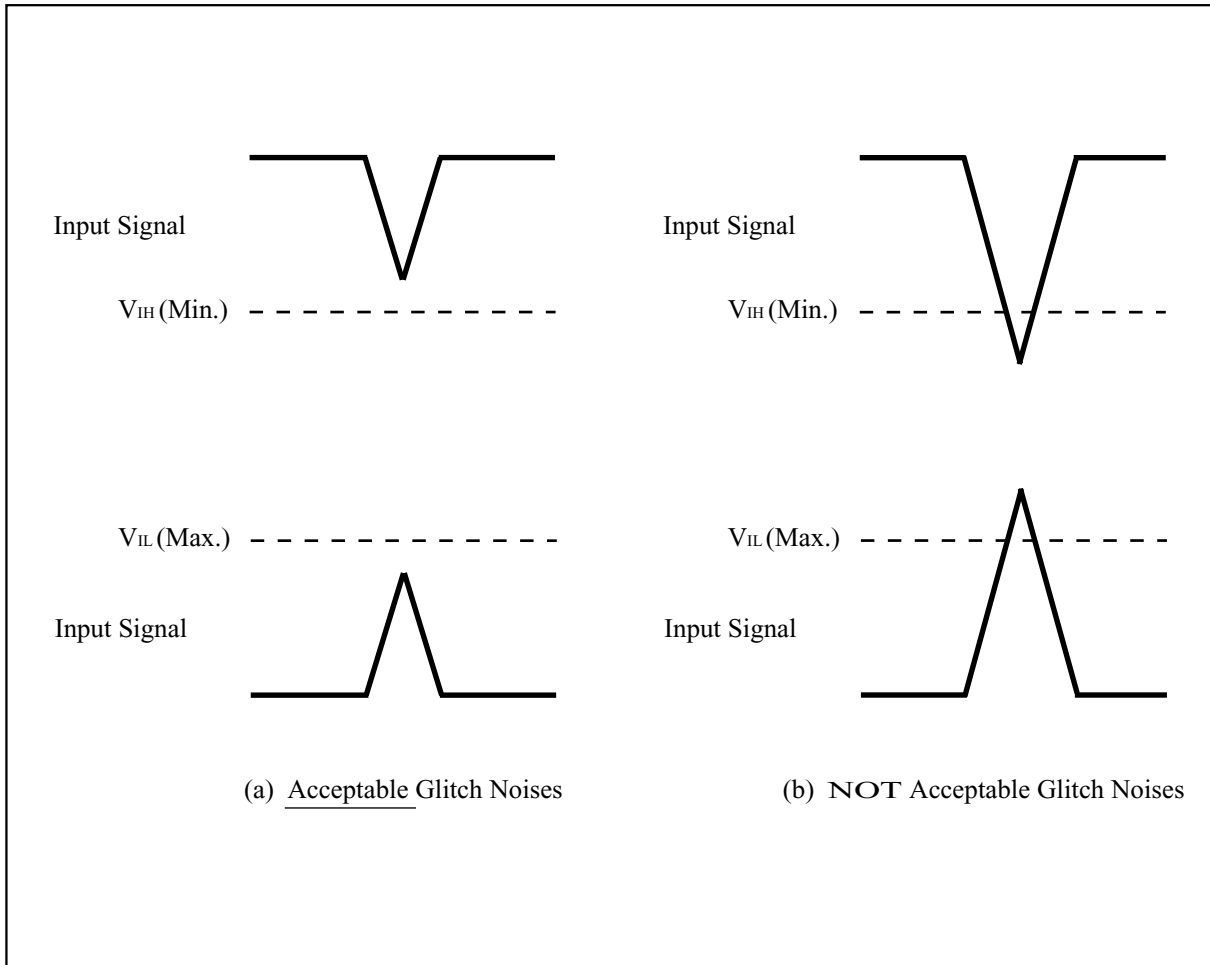 Input Signal
VIH (Min.)
VIL (Max.)
Input Signal
(a) Acceptable Glitch Noises
Input Signal
VIH (Min.)
VIL (Max.)
Input Signal
(b) NOT Acceptable Glitch Noises